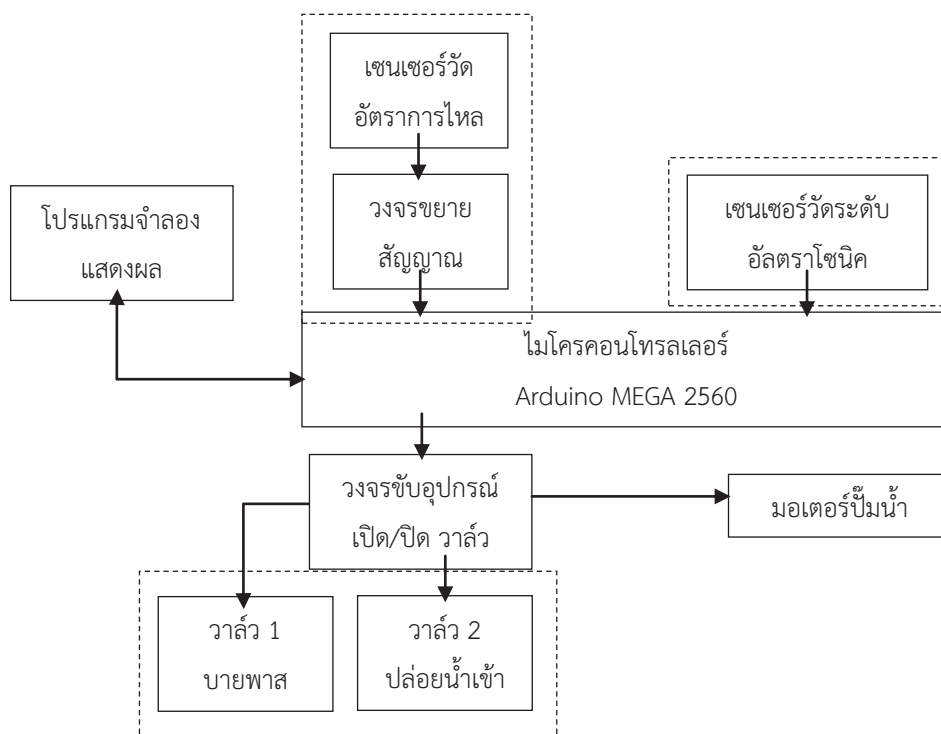 เซนเซอร์วัด
อัตราการไหล
วงจรขยาย
สัญญาณ
เซนเซอร์วัดระดับ
อัลตราโซนิค
โปรแกรมจำลอง
แสดงผล
ไมโครคอนโทรลเลอร์
Arduino MEGA 2560
วงจรขับอุปกรณ์
เปิด/ปิด วาล์ว
มอเตอร์ปั๊มน้ำ
วาล์ว 1
บายพาส
วาล์ว 2
ปล่อยน้ำเข้า